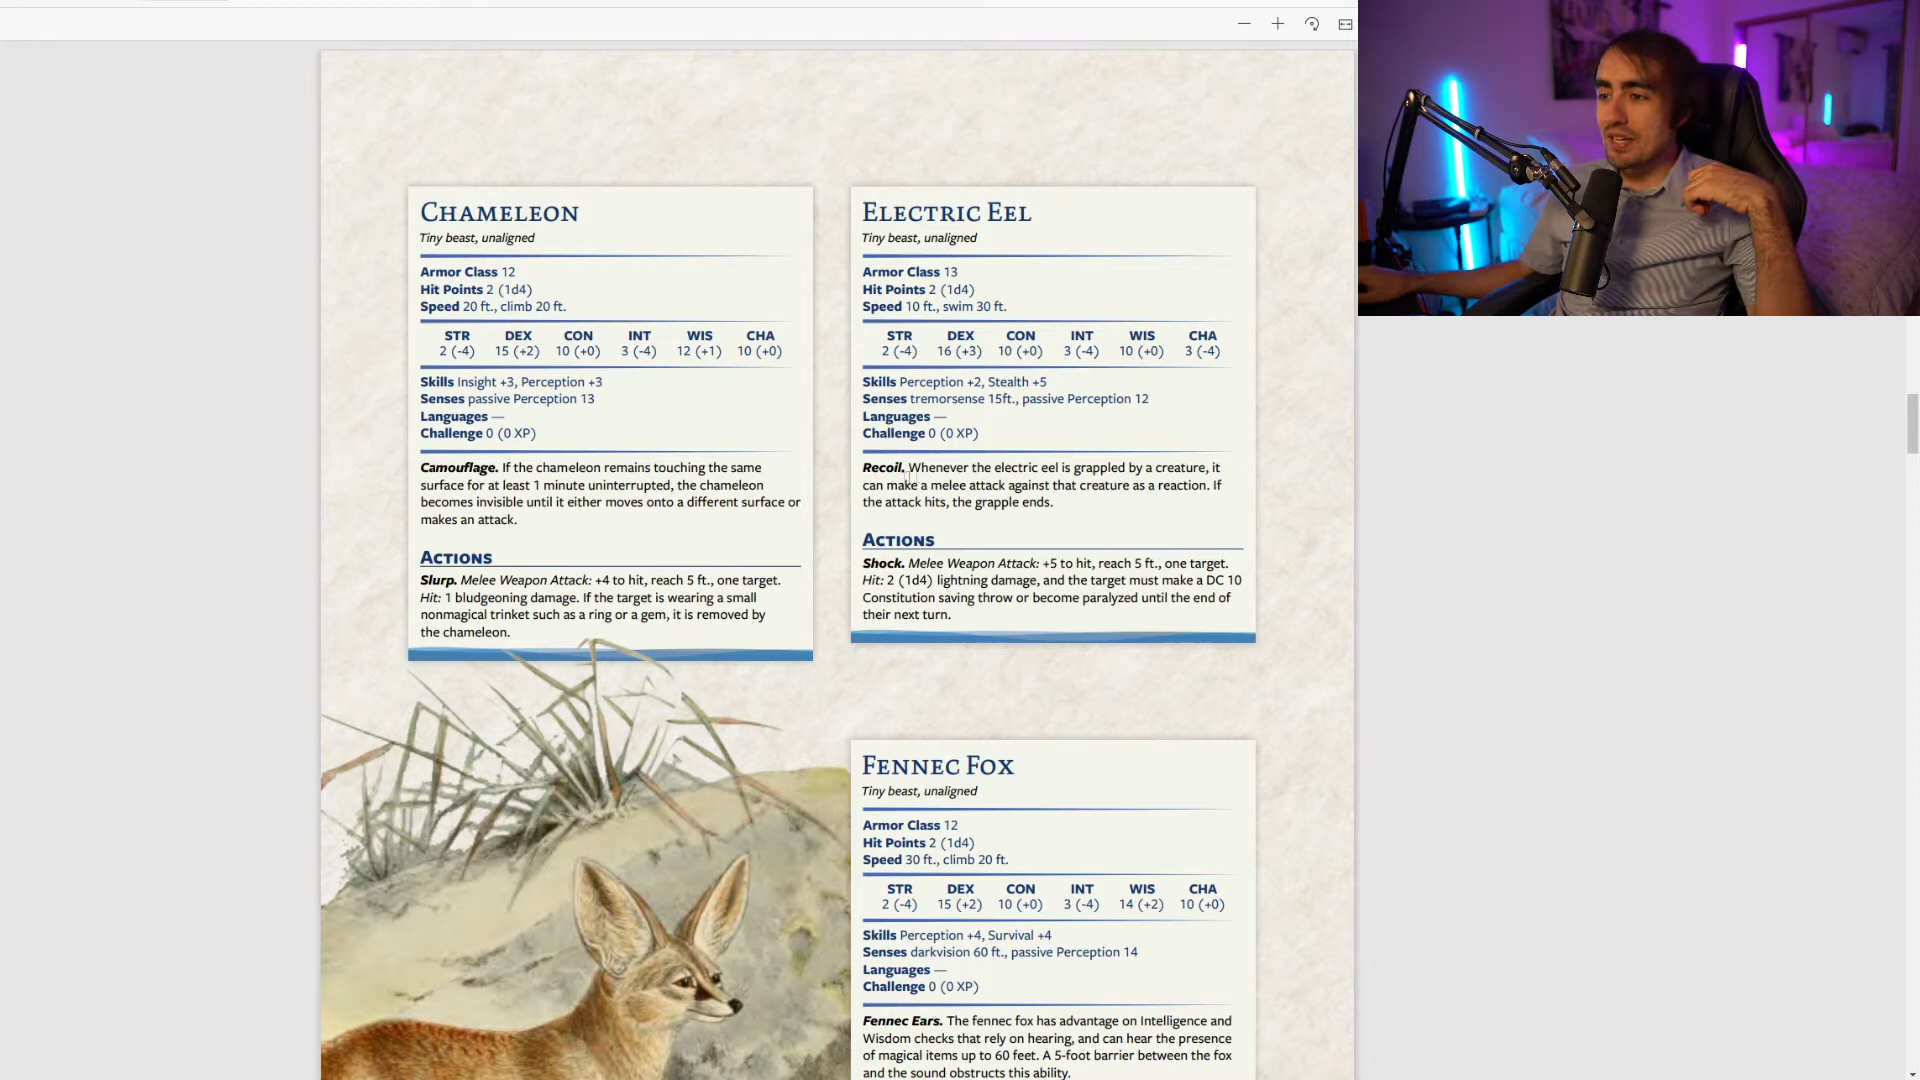 CHAMELEON
Tiny beast, unaligned
Armor Class 12
Hit Points 2 (1d4)
Speed 20 ft., climb 20 ft.
STR DEX CON INT WIS CHA
2 (-4) 15 (+2) 10 (+0) 3 (-4) 12 (+1) 10 (+0)
Skills Insight +3, Perception +3
Senses passive Perception 13
Languages —
Challenge 0 (0 XP)
Camouflage. If the chameleon remains touching the same
surface for at least 1 minute uninterrupted, the chameleon
becomes invisible until it either moves onto a different surface or
makes an attack.
ACTIONS
Slurp. Melee Weapon Attack: +4 to hit, reach 5 ft., one target.
Hit: 1 bludgeoning damage. If the target is wearing a small
nonmagical trinket such as a ring or a gem, it is removed by
the chameleon.
ELECTRIC EEL
Tiny beast, unaligned
Armor Class 13
Hit Points 2 (1d4)
Speed 10 ft., swim 30 ft.
STR DEX CON INT WIS CHA
2 (-4) 16 (+3) 10 (+0) 3 (-4) 10 (+0) 3 (-4)
Skills Perception +2, Stealth +5
Senses tremorsense 15ft., passive Perception 12
Languages —
Challenge 0 (0 XP)
Recoil. Whenever the electric eel is grappled by a creature, it
can make a melee attack against that creature as a reaction. If
the attack hits, the grapple ends.
ACTIONS
Shock. Melee Weapon Attack: +5 to hit, reach 5 ft., one target.
Hit: 2 (1d4) lightning damage, and the target must make a DC 10
Constitution saving throw or become paralyzed until the end of
their next turn.
FENNEC FOX
Tiny beast, unaligned
Armor Class 12
Hit Points 2 (1d4)
Speed 30 ft., climb 20 ft.
STR DEX CON INT WIS CHA
2 (-4) 15 (+2) 10 (+0) 3 (-4) 14 (+2) 10 (+0)
Skills Perception +4, Survival +4
Senses darkvision 60 ft., passive Perception 14
Languages —
Challenge 0 (0 XP)
Fennec Ears. The fennec fox has advantage on Intelligence and
Wisdom checks that rely on hearing, and can hear the presence
of magical items up to 60 feet. A 5-foot barrier between the fox
and the sound obstructs this ability.